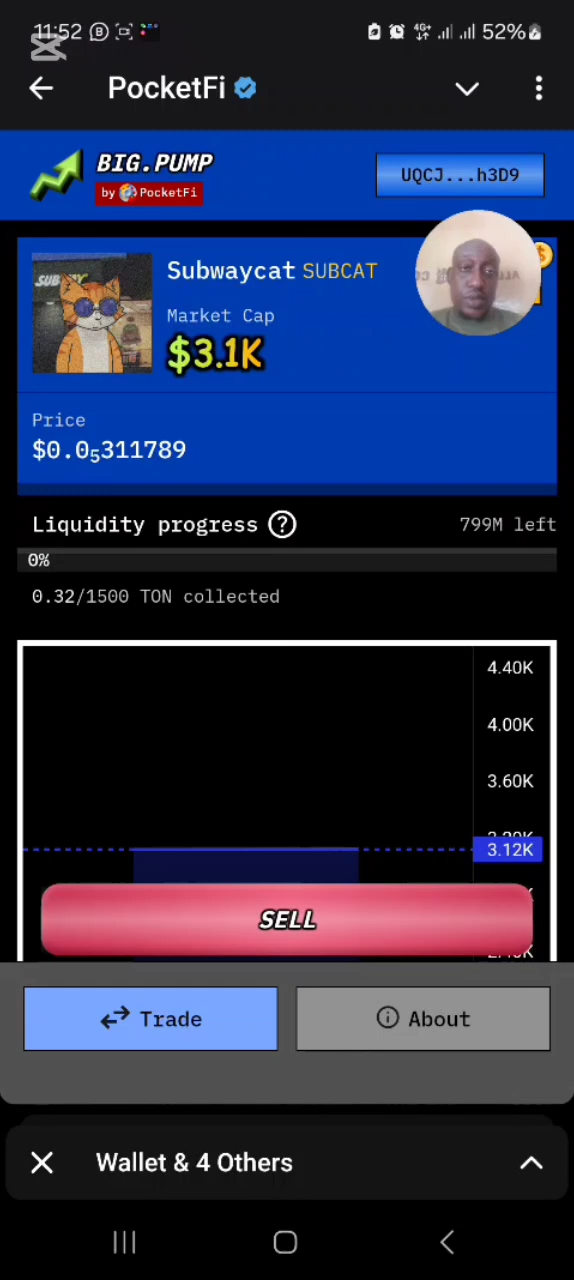 11:52
4G+
52%
PocketFi
BIG.PUMP
by PocketFi
UQCJ...h3D9
Subwaycat SUBCAT
Market Cap
$3.1K
Price
$0.0₅311789
Liquidity progress ?
799M left
0%
0.32/1500 TON collected
4.40K
4.00K
3.60K
3.12K
SELL
Trade
About
Wallet & 4 Others